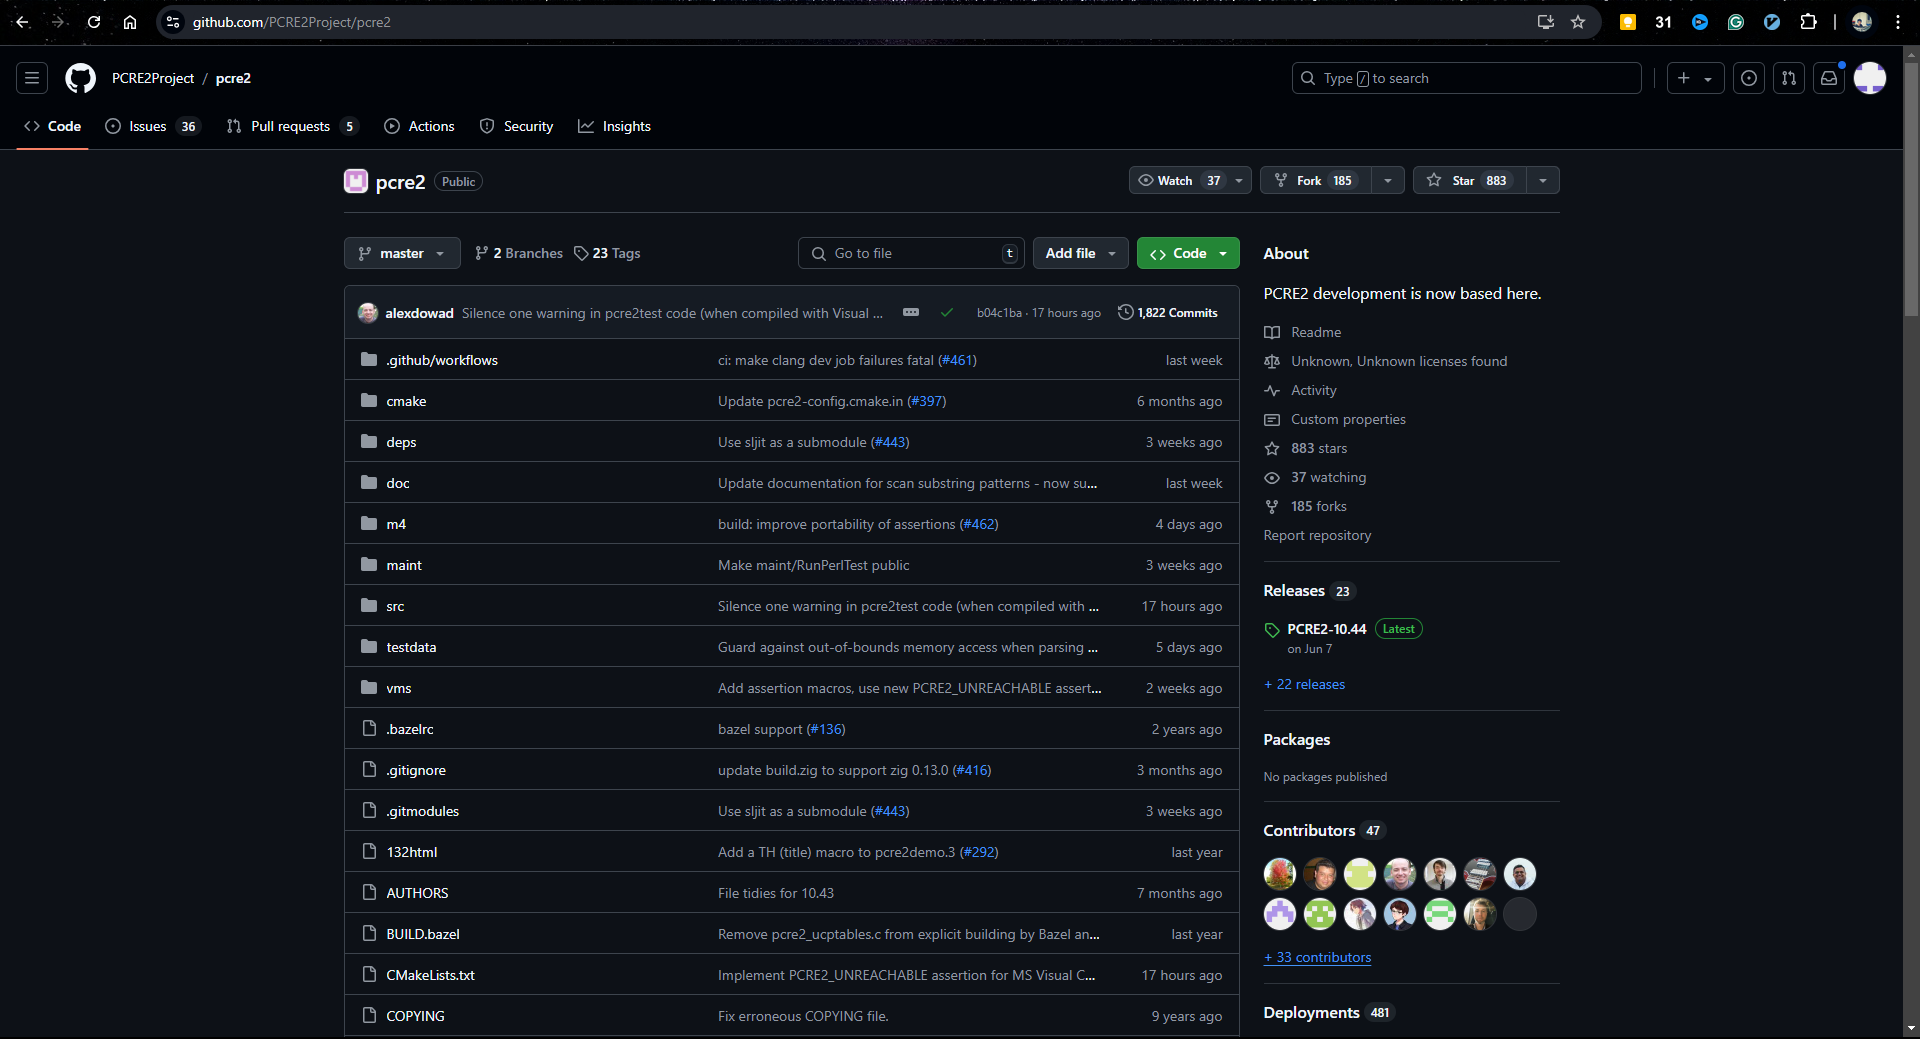 github.com/PCRE2Project/pcre2
31
PCRE2Project / pcre2
Type / to search
Code
Issues 36
Pull requests 5
Actions
Security
Insights
pcre2 Public
Watch 37
Fork 185
Star 883
master
2 Branches
23 Tags
Go to file t
Add file
Code
alexdowad Silence one warning in pcre2test code (when compiled with Visual ... b04c1ba · 17 hours ago 1,822 Commits
.github/workflows ci: make clang dev job failures fatal (#461) last week
cmake Update pcre2-config.cmake.in (#397) 6 months ago
deps Use sljit as a submodule (#443) 3 weeks ago
doc Update documentation for scan substring patterns - now su... last week
m4 build: improve portability of assertions (#462) 4 days ago
maint Make maint/RunPerlTest public 3 weeks ago
src Silence one warning in pcre2test code (when compiled with ... 17 hours ago
testdata Guard against out-of-bounds memory access when parsing ... 5 days ago
vms Add assertion macros, use new PCRE2_UNREACHABLE assert... 2 weeks ago
.bazelrc bazel support (#136) 2 years ago
.gitignore update build.zig to support zig 0.13.0 (#416) 3 months ago
.gitmodules Use sljit as a submodule (#443) 3 weeks ago
132html Add a TH (title) macro to pcre2demo.3 (#292) last year
AUTHORS File tidies for 10.43 7 months ago
BUILD.bazel Remove pcre2_ucptables.c from explicit building by Bazel an... last year
CMakeLists.txt Implement PCRE2_UNREACHABLE assertion for MS Visual C... 17 hours ago
COPYING Fix erroneous COPYING file. 9 years ago
About
PCRE2 development is now based here.
Readme
Unknown, Unknown licenses found
Activity
Custom properties
883 stars
37 watching
185 forks
Report repository
Releases 23
PCRE2-10.44 Latest
on Jun 7
+ 22 releases
Packages
No packages published
Contributors 47
+ 33 contributors
Deployments 481